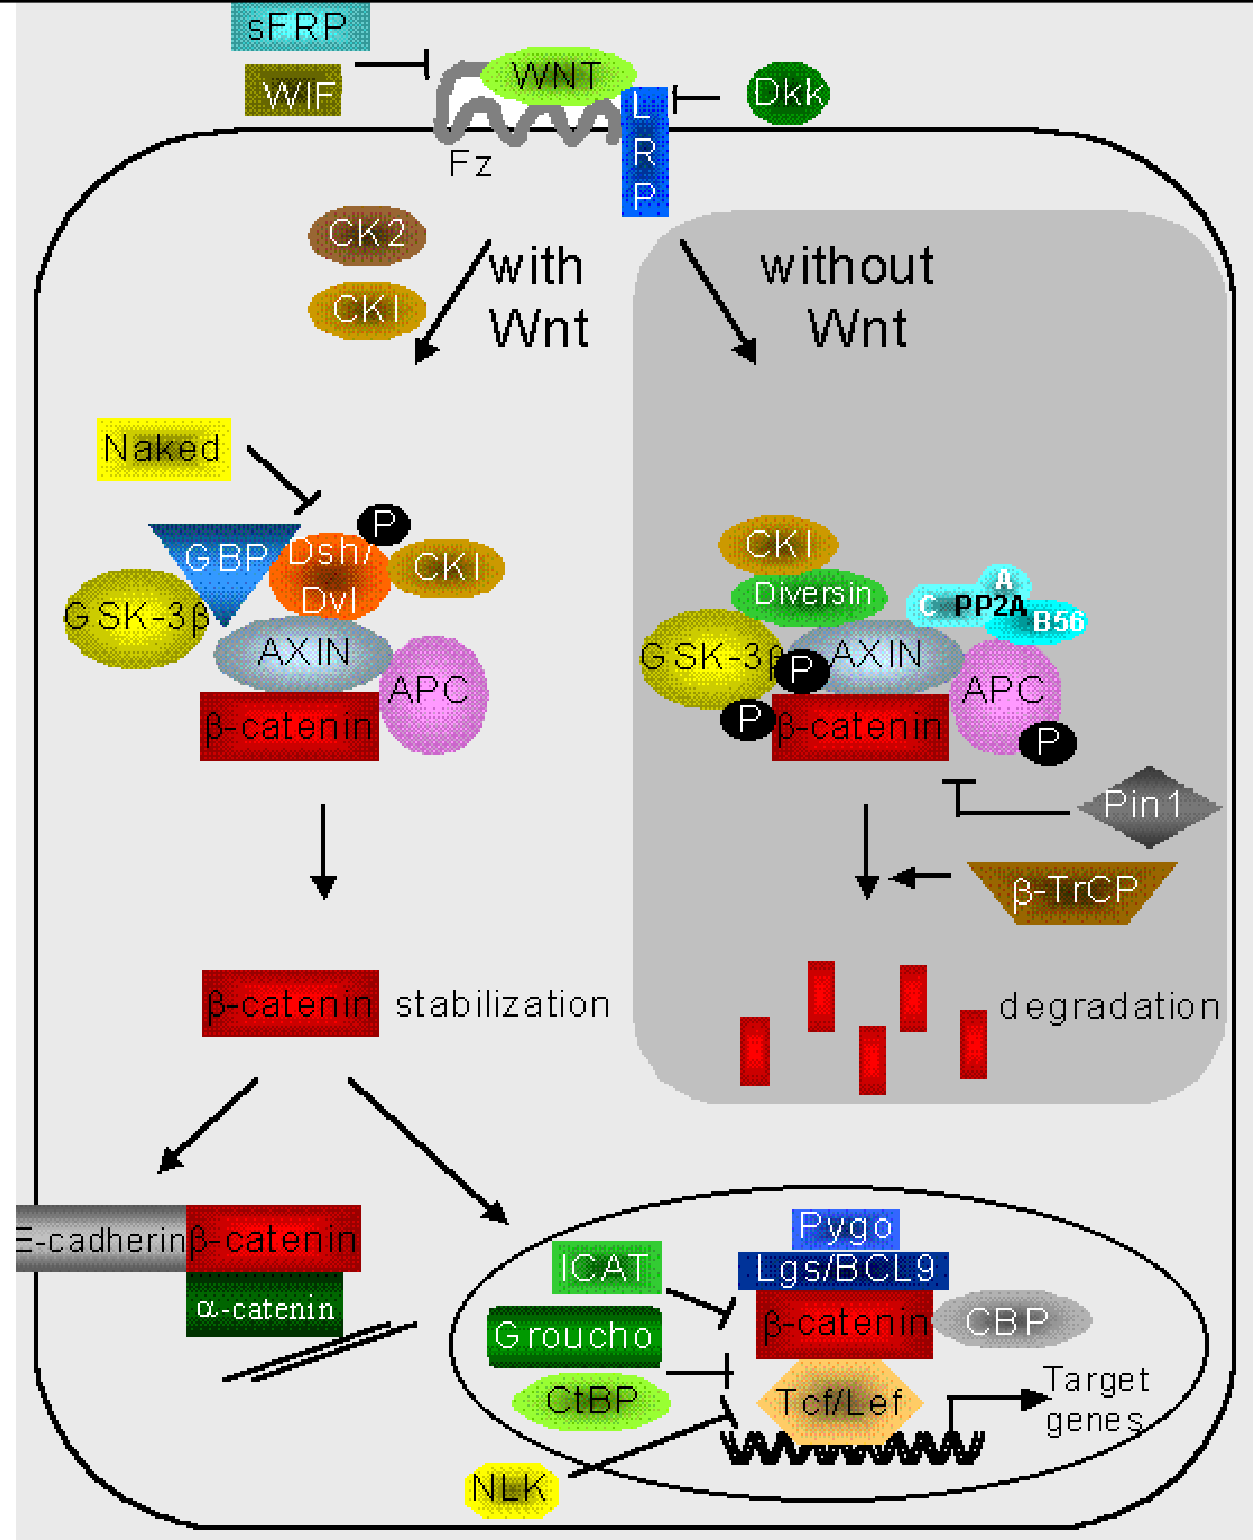 sFRP
WIF
WNT
Dkk
L
R
P
Fz
CK2
CKI
with
Wnt
without
Wnt
Naked
P
GBP
Dsh/
Dvl
CKI
GSK-3β
AXIN
APC
β-catenin
CKI
Diversin
A
C PP2A
B56
GSK-3β
P
AXIN
APC
P
β-catenin
P
Pin1
β-TrCP
β-catenin stabilization
degradation
E-cadherin β-catenin
α-catenin
Pygo
ICAT
Lgs/BCL9
Groucho
β-catenin
CBP
CtBP
Tcf/Lef
Target
genes
NLK